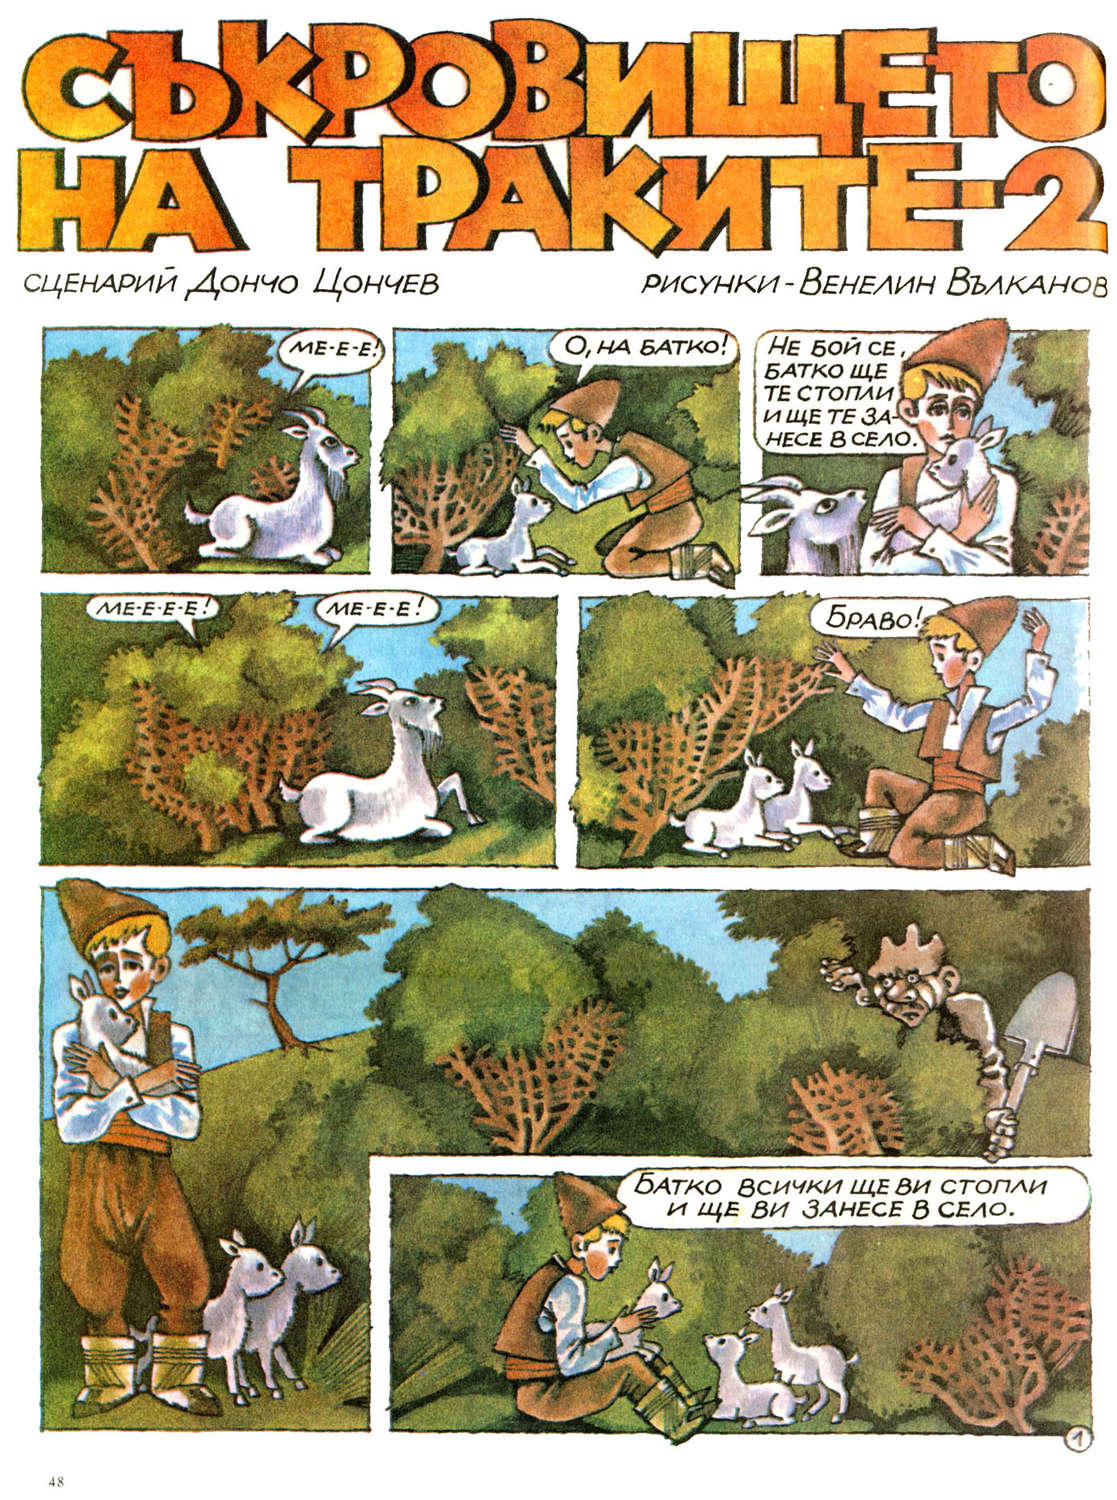 СЪКРОВИЩЕТО
НА ТРАКИТЕ-2
СЦЕНАРИЙ ДОНЧО ЦОНЧЕВ
РИСУНКИ-ВЕНЕЛИН ВЪЛКАНОВ
МЕ-Е-Е!
О, НА БАТКО!
НЕ БОЙ СЕ,
БАТКО ЩЕ
ТЕ СТОПЛИ
И ЩЕ ТЕ ЗА-
НЕСЕ В СЕЛО.
МЕ-Е-Е-Е!
МЕ-Е-Е!
БРАВО!
БАТКО ВСИЧКИ ЩЕ ВИ СТОПЛИ
И ЩЕ ВИ ЗАНЕСЕ В СЕЛО.
1
48